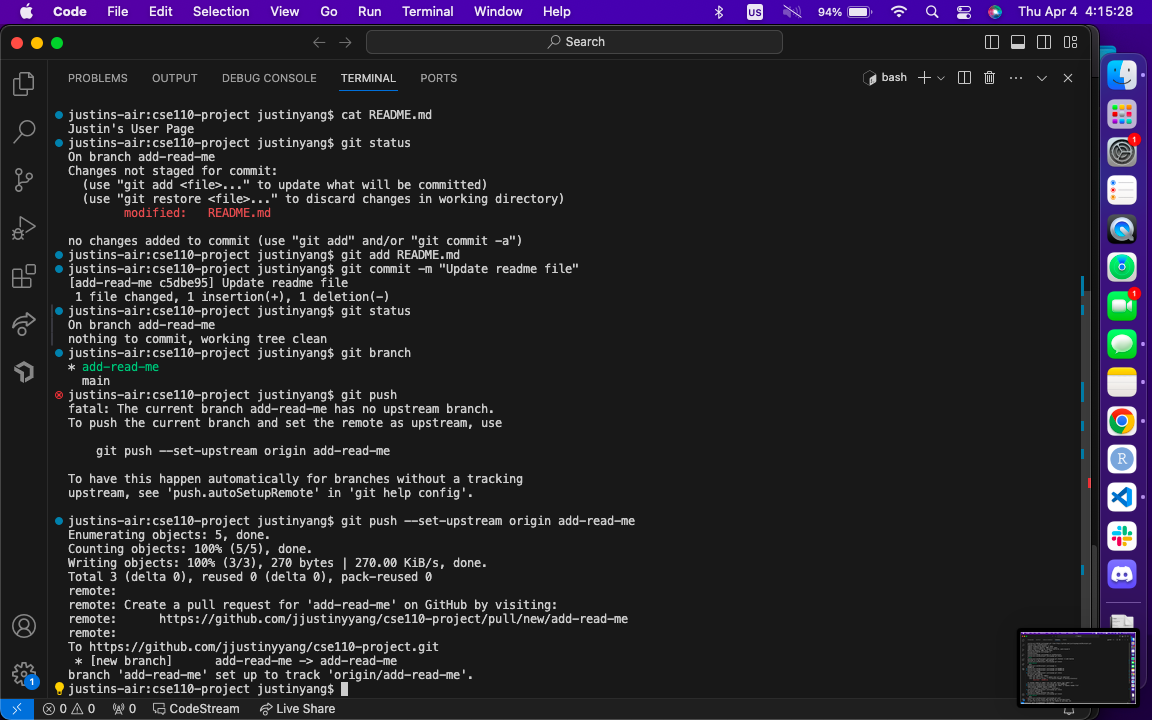 Code File Edit Selection View Go Run Terminal Window Help US 94% Thu Apr 4 4:15:28
Search
PROBLEMS OUTPUT DEBUG CONSOLE TERMINAL PORTS bash
justins-air:cse110-project justinyang$ cat README.md
Justin's User Page
justins-air:cse110-project justinyang$ git status
On branch add-read-me
Changes not staged for commit:
(use "git add <file>..." to update what will be committed)
(use "git restore <file>..." to discard changes in working directory)
modified: README.md
no changes added to commit (use "git add" and/or "git commit -a")
justins-air:cse110-project justinyang$ git add README.md
justins-air:cse110-project justinyang$ git commit -m "Update readme file"
[add-read-me c5dbe95] Update readme file
1 file changed, 1 insertion(+), 1 deletion(-)
justins-air:cse110-project justinyang$ git status
On branch add-read-me
nothing to commit, working tree clean
justins-air:cse110-project justinyang$ git branch
* add-read-me
main
justins-air:cse110-project justinyang$ git push
fatal: The current branch add-read-me has no upstream branch.
To push the current branch and set the remote as upstream, use
git push --set-upstream origin add-read-me
To have this happen automatically for branches without a tracking
upstream, see 'push.autoSetupRemote' in 'git help config'.
justins-air:cse110-project justinyang$ git push --set-upstream origin add-read-me
Enumerating objects: 5, done.
Counting objects: 100% (5/5), done.
Writing objects: 100% (3/3), 270 bytes | 270.00 KiB/s, done.
Total 3 (delta 0), reused 0 (delta 0), pack-reused 0
remote:
remote: Create a pull request for 'add-read-me' on GitHub by visiting:
remote: https://github.com/jjustinyyang/cse110-project/pull/new/add-read-me
remote:
To https://github.com/jjustinyyang/cse110-project.git
* [new branch] add-read-me -> add-read-me
branch 'add-read-me' set up to track 'origin/add-read-me'.
justins-air:cse110-project justinyang$
0 0 0 CodeStream Live Share
1
1
1
R